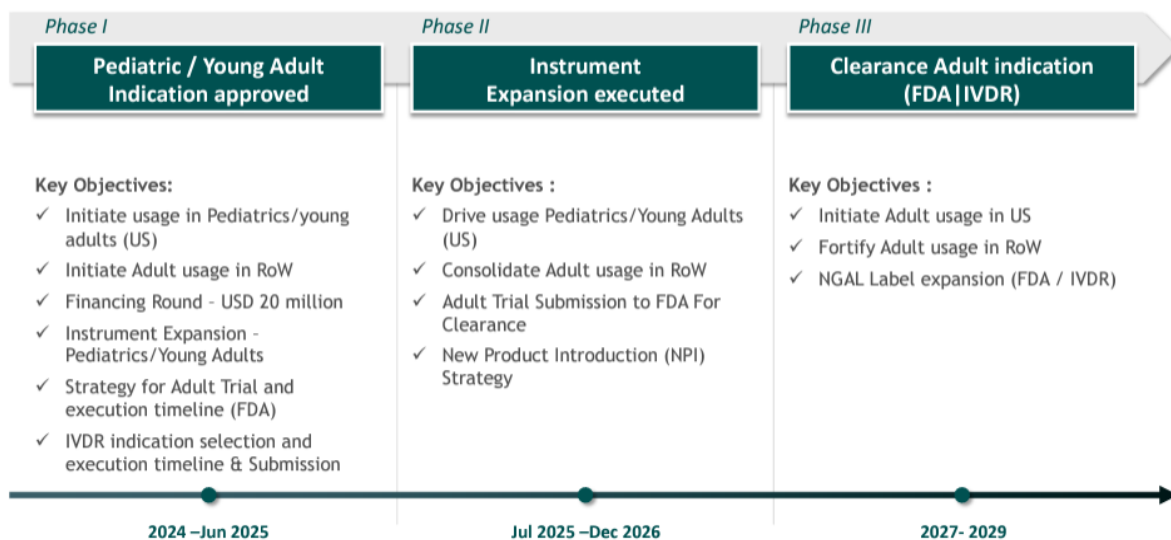 Phase I
Pediatric / Young Adult
Indication approved
Key Objectives:
✓ Initiate usage in Pediatrics/young
adults (US)
✓ Initiate Adult usage in RoW
✓ Financing Round - USD 20 million
✓ Instrument Expansion -
Pediatrics/Young Adults
✓ Strategy for Adult Trial and
execution timeline (FDA)
✓ IVDR indication selection and
execution timeline & Submission
2024 –Jun 2025
Phase II
Instrument
Expansion executed
Key Objectives :
✓ Drive usage Pediatrics/Young Adults
(US)
✓ Consolidate Adult usage in RoW
✓ Adult Trial Submission to FDA For
Clearance
✓ New Product Introduction (NPI)
Strategy
Jul 2025 –Dec 2026
Phase III
Clearance Adult indication
(FDA|IVDR)
Key Objectives :
✓ Initiate Adult usage in US
✓ Fortify Adult usage in RoW
✓ NGAL Label expansion (FDA / IVDR)
2027- 2029